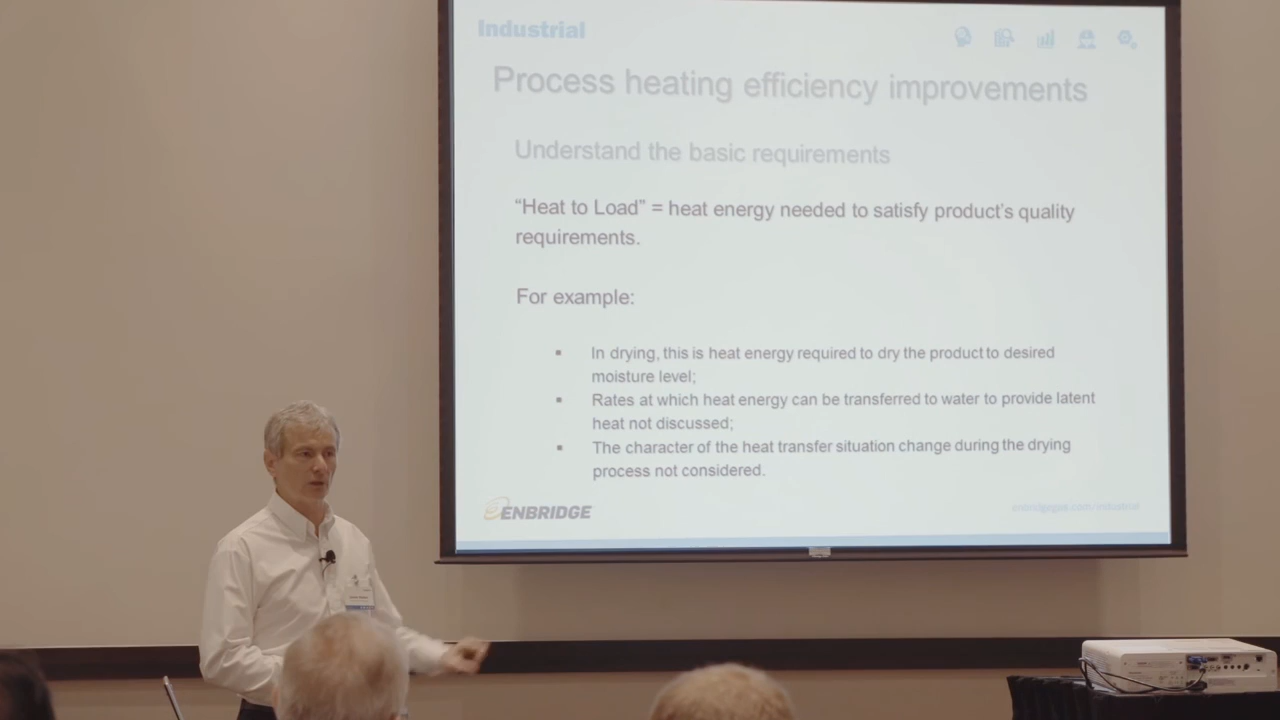 Industrial
Process heating efficiency improvements
Understand the basic requirements
“Heat to Load” = heat energy needed to satisfy product’s quality
requirements.
For example:
▪ In drying, this is heat energy required to dry the product to desired
moisture level;
▪ Rates at which heat energy can be transferred to water to provide latent
heat not discussed;
▪ The character of the heat transfer situation change during the drying
process not considered.
ENBRIDGE